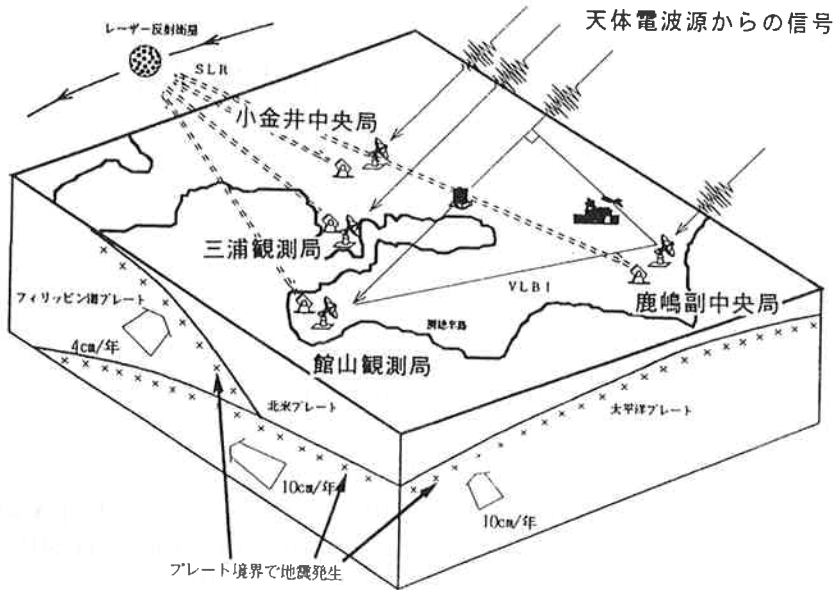 天体電波源からの信号
レーザー反射衛星
SLR
小金井中央局
三浦観測局
フィリピン海プレート
VLBI
鹿嶋副中央局
房総半島
4cm/年
館山観測局
北米プレート
太平洋プレート
10cm/年
10cm/年
プレート境界で地震発生